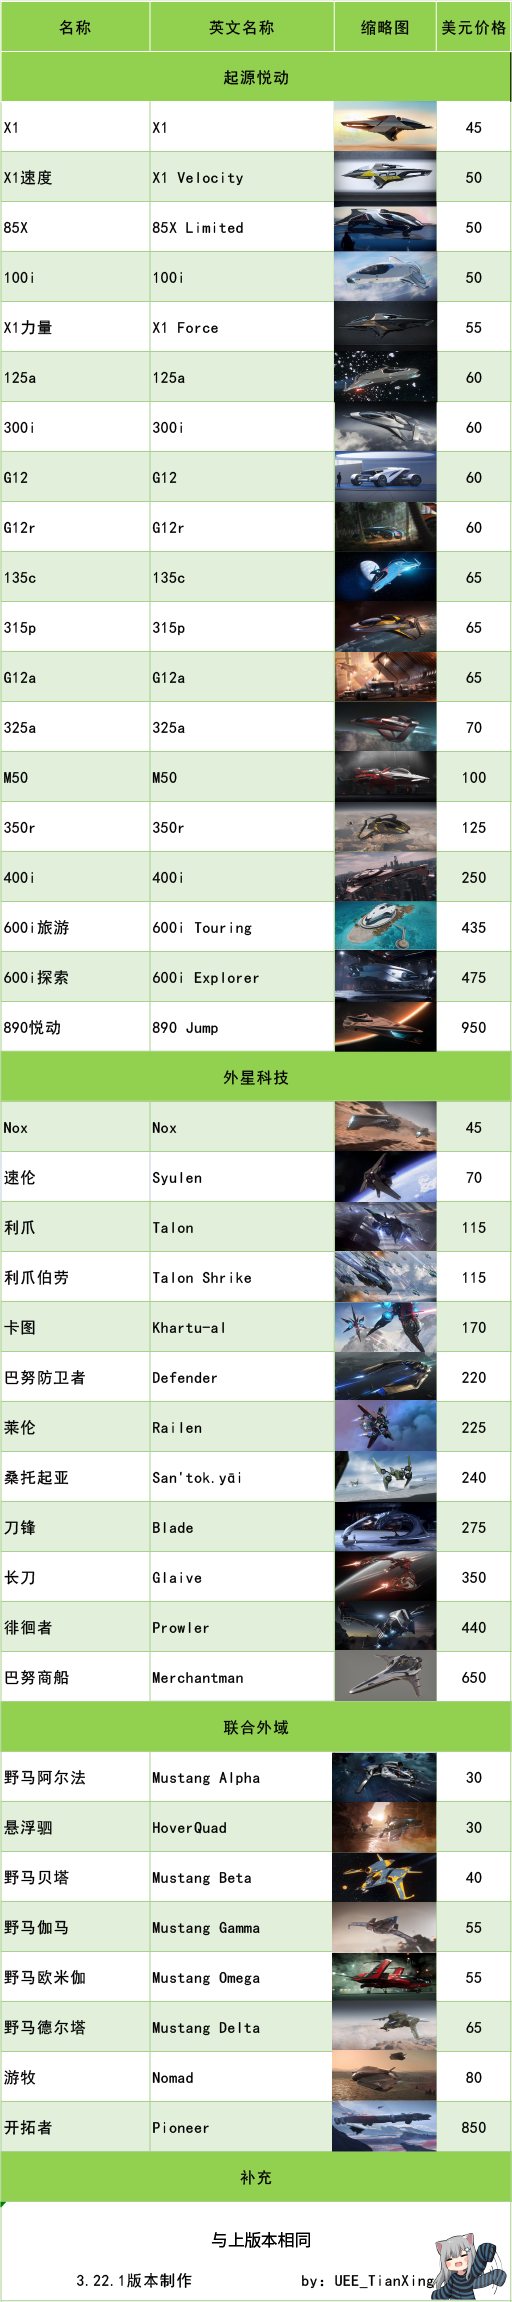 名称 英文名称 缩略图 美元价格
起源悦动
X1 X1 45
X1速度 X1 Velocity 50
85X 85X Limited 50
100i 100i 50
X1力量 X1 Force 55
125a 125a 60
300i 300i 60
G12 G12 60
G12r G12r 60
135c 135c 65
315p 315p 65
G12a G12a 65
325a 325a 70
M50 M50 100
350r 350r 125
400i 400i 250
600i旅游 600i Touring 435
600i探索 600i Explorer 475
890悦动 890 Jump 950
外星科技
Nox Nox 45
速伦 Syulen 70
利爪 Talon 115
利爪伯劳 Talon Shrike 115
卡图 Khartu-al 170
巴努防卫者 Defender 220
莱伦 Railen 225
桑托起亚 San'tok.yāi 240
刀锋 Blade 275
长刀 Glaive 350
徘徊者 Prowler 440
巴努商船 Merchantman 650
联合外域
野马阿尔法 Mustang Alpha 30
悬浮驷 HoverQuad 30
野马贝塔 Mustang Beta 40
野马伽马 Mustang Gamma 55
野马欧米伽 Mustang Omega 55
野马德尔塔 Mustang Delta 65
游牧 Nomad 80
开拓者 Pioneer 850
补充
与上版本相同
3.22.1版本制作 by: UEE_TianXing